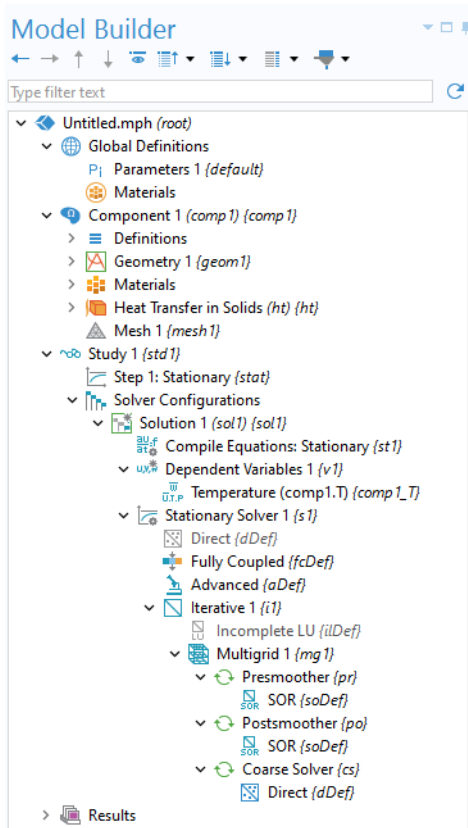 Model Builder
Type filter text
Untitled.mph (root)
Global Definitions
Pi Parameters 1 {default}
Materials
Component 1 (comp1) {comp1}
Definitions
Geometry 1 {geom1}
Materials
Heat Transfer in Solids (ht) {ht}
Mesh 1 {mesh1}
Study 1 {std1}
Step 1: Stationary {stat}
Solver Configurations
Solution 1 (sol1) {sol1}
Compile Equations: Stationary {st1}
Dependent Variables 1 {v1}
Temperature (comp1.T) {comp1_T}
Stationary Solver 1 {s1}
Direct {dDef}
Fully Coupled {fcDef}
Advanced {aDef}
Iterative 1 {i1}
Incomplete LU {ilDef}
Multigrid 1 {mg1}
Presmoother {pr}
SOR SOR {soDef}
Postsmoother {po}
SOR SOR {soDef}
Coarse Solver {cs}
Direct {dDef}
Results